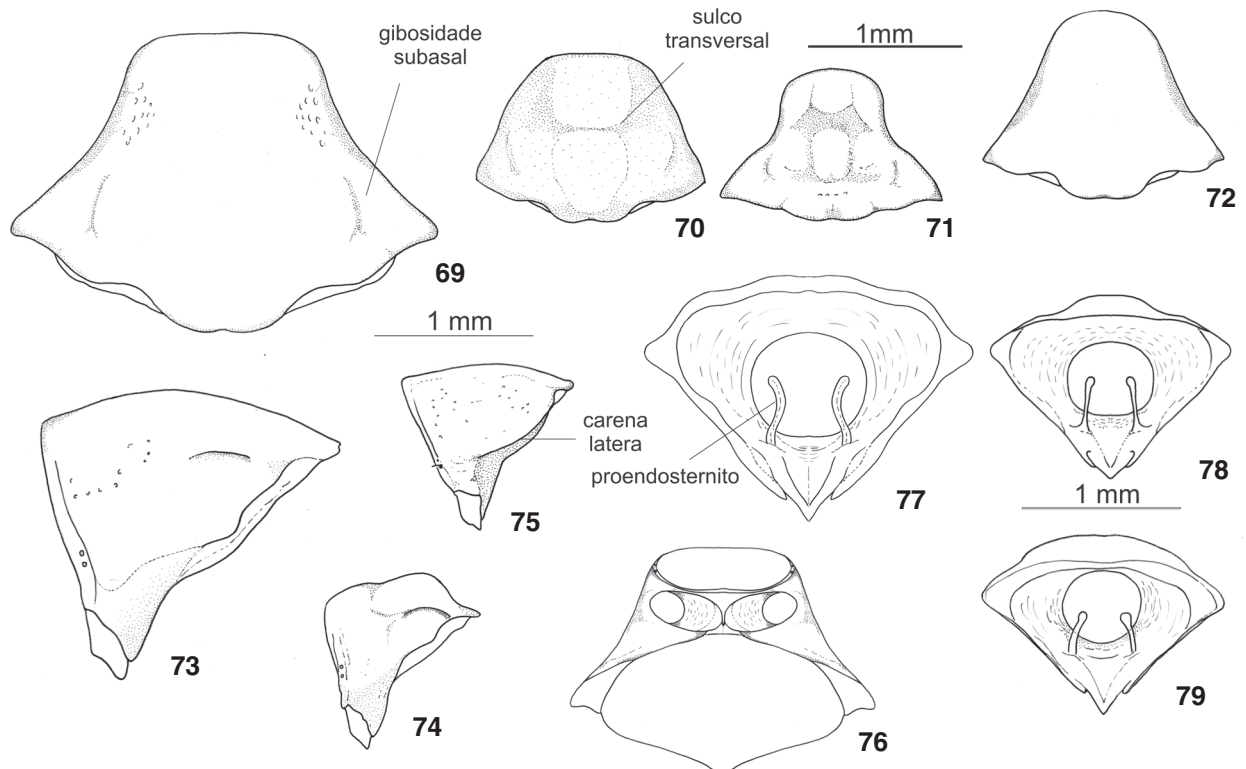 gibosidade
subasal
sulco
transversal
1mm
69
70
71
72
1 mm
carena
latera
proendosternito
73
74
75
76
77
78
1 mm
79